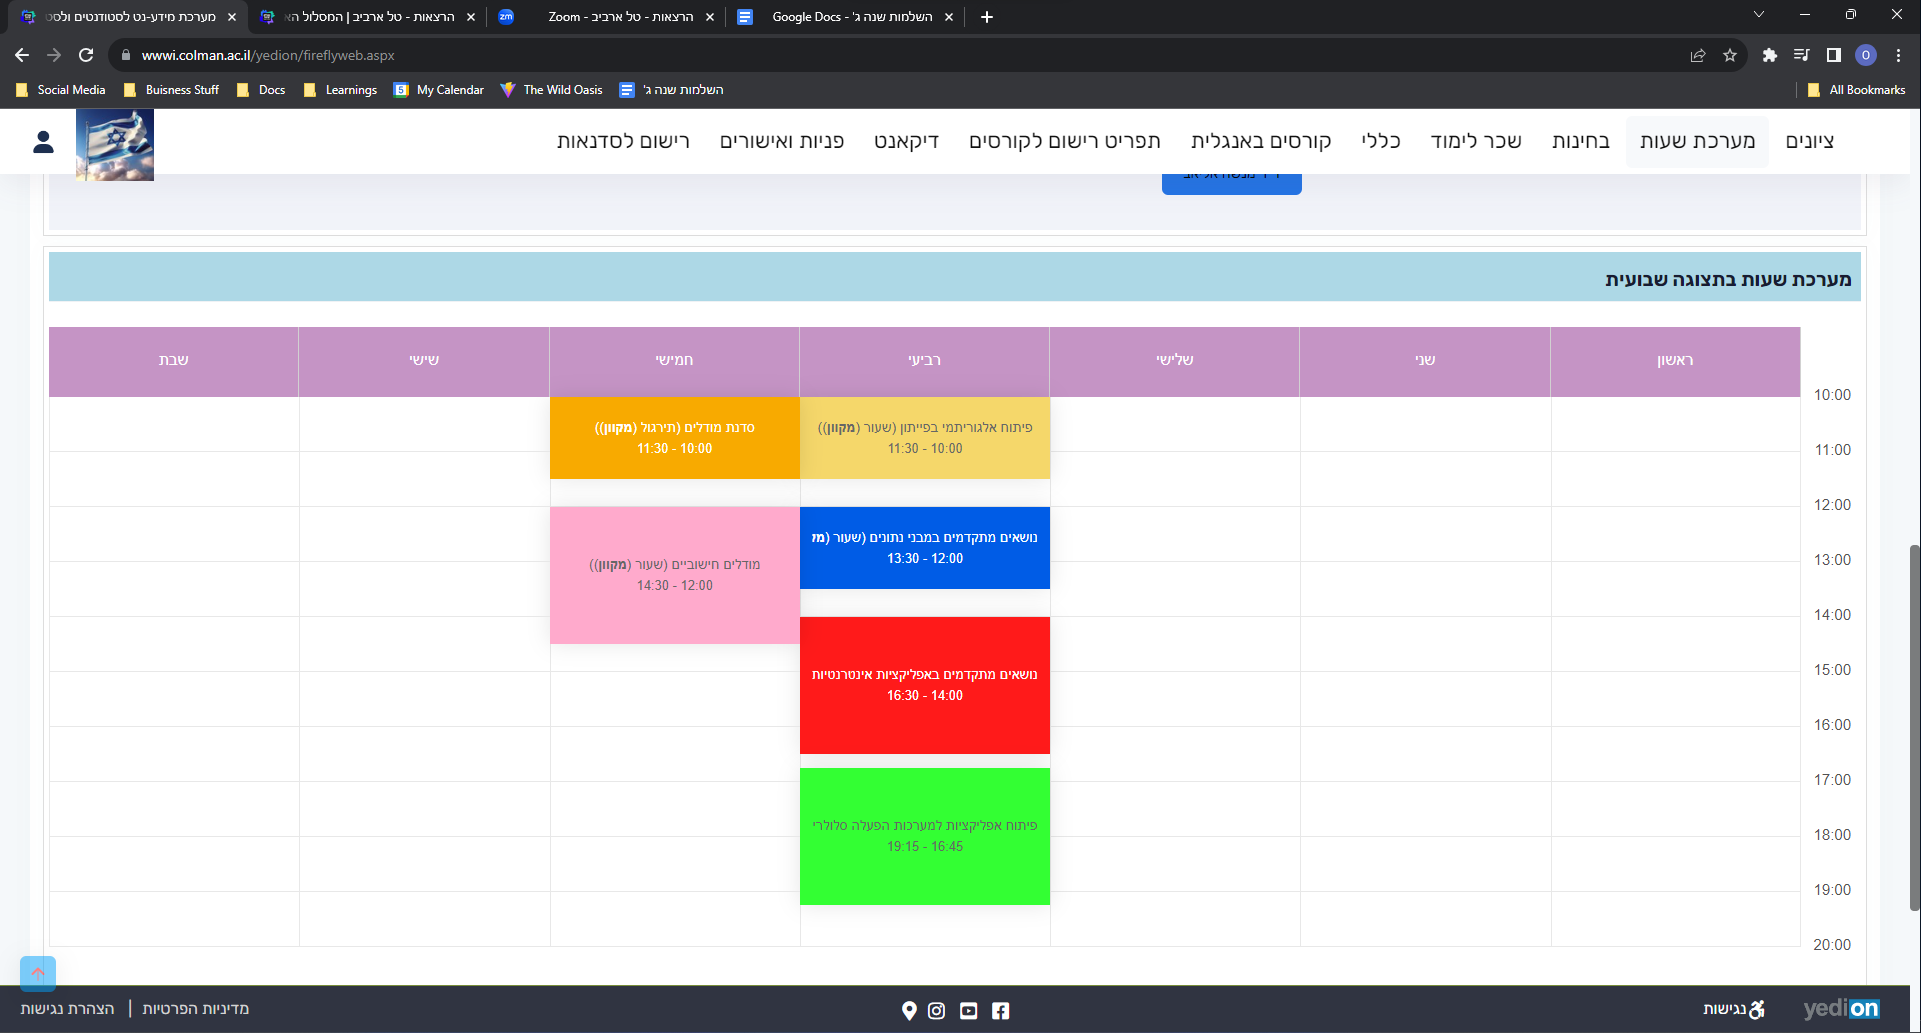 מערכת מידע-נט לסטודנטים ולסט
הרצאות - טל ארביב | המסלול הא
הרצאות - טל ארביב - Zoom
השלמות שנה ג' - Google Docs
wwwi.colman.ac.il/yedion/fireflyweb.aspx
O
Social Media
Buisness Stuff
Docs
Learnings
My Calendar
The Wild Oasis
השלמות שנה ג'
All Bookmarks
ציונים
מערכת שעות
בחינות
שכר לימוד
כללי
קורסים באנגלית
תפריט רישום לקורסים
דיקאנט
פניות ואישורים
רישום לסדנאות
מערכת שעות בתצוגה שבועית
ראשון
שני
שלישי
רביעי
חמישי
שישי
שבת
10:00
פיתוח אלגוריתמי בפייתון (שעור (מקוון))
10:00 - 11:30
סדנת מודלים (תירגול (מקוון))
10:00 - 11:30
11:00
12:00
נושאים מתקדמים במבני נתונים (שעור (מק
12:00 - 13:30
מודלים חישוביים (שעור (מקוון))
12:00 - 14:30
13:00
14:00
נושאים מתקדמים באפליקציות אינטרנטיות
14:00 - 16:30
15:00
16:00
17:00
פיתוח אפליקציות למערכות הפעלה סלולרי
16:45 - 19:15
18:00
19:00
20:00
yedion
נגישות
מדיניות הפרטיות | הצהרת נגישות